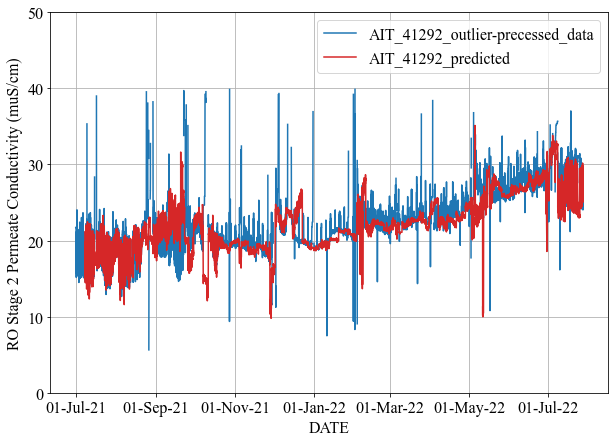 50
40
30
20
10
0
RO Stage 2 Permeate Conductivity (muS/cm)
AIT_41292_outlier-precessed_data
AIT_41292_predicted
01-Jul-21 01-Sep-21 01-Nov-21 01-Jan-22 01-Mar-22 01-May-22 01-Jul-22
DATE